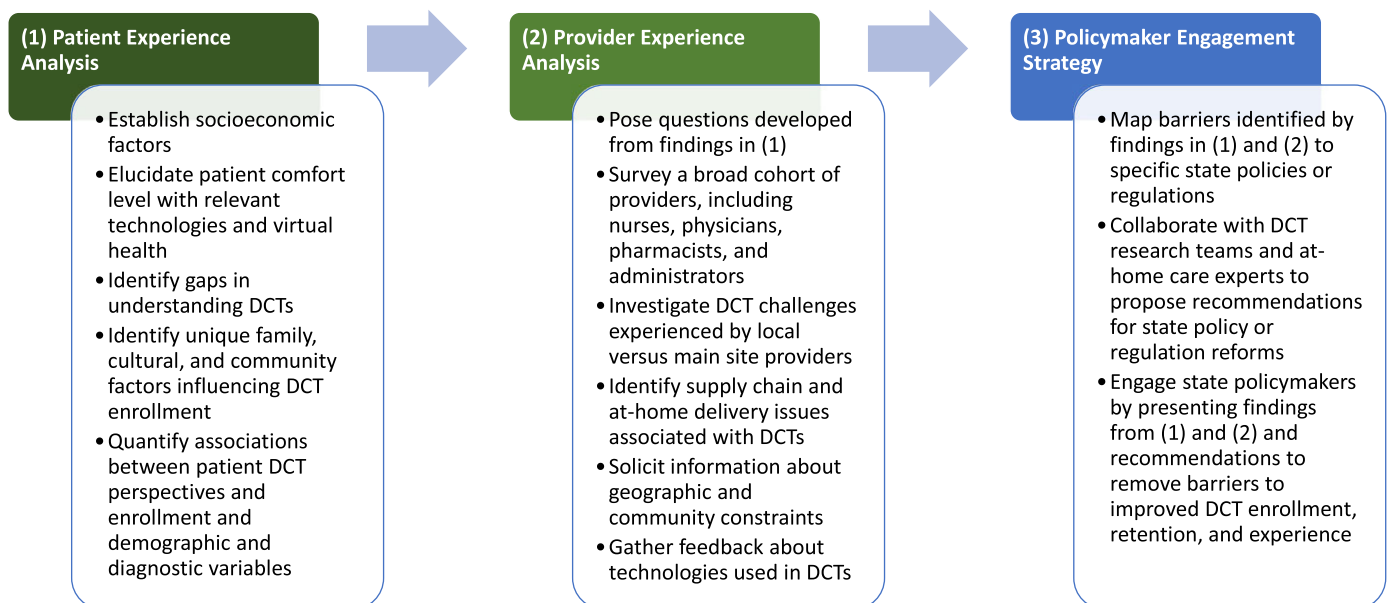 (1) Patient Experience
Analysis
• Establish socioeconomic
factors
• Elucidate patient comfort
level with relevant
technologies and virtual
health
• Identify gaps in
understanding DCTs
• Identify unique family,
cultural, and community
factors influencing DCT
enrollment
• Quantify associations
between patient DCT
perspectives and
enrollment and
demographic and
diagnostic variables
(2) Provider Experience
Analysis
• Pose questions developed
from findings in (1)
• Survey a broad cohort of
providers, including
nurses, physicians,
pharmacists, and
administrators
• Investigate DCT challenges
experienced by local
versus main site providers
• Identify supply chain and
at-home delivery issues
associated with DCTs
• Solicit information about
geographic and
community constraints
• Gather feedback about
technologies used in DCTs
(3) Policymaker Engagement
Strategy
• Map barriers identified by
findings in (1) and (2) to
specific state policies or
regulations
• Collaborate with DCT
research teams and at-
home care experts to
propose recommendations
for state policy or
regulation reforms
• Engage state policymakers
by presenting findings
from (1) and (2) and
recommendations to
remove barriers to
improved DCT enrollment,
retention, and experience